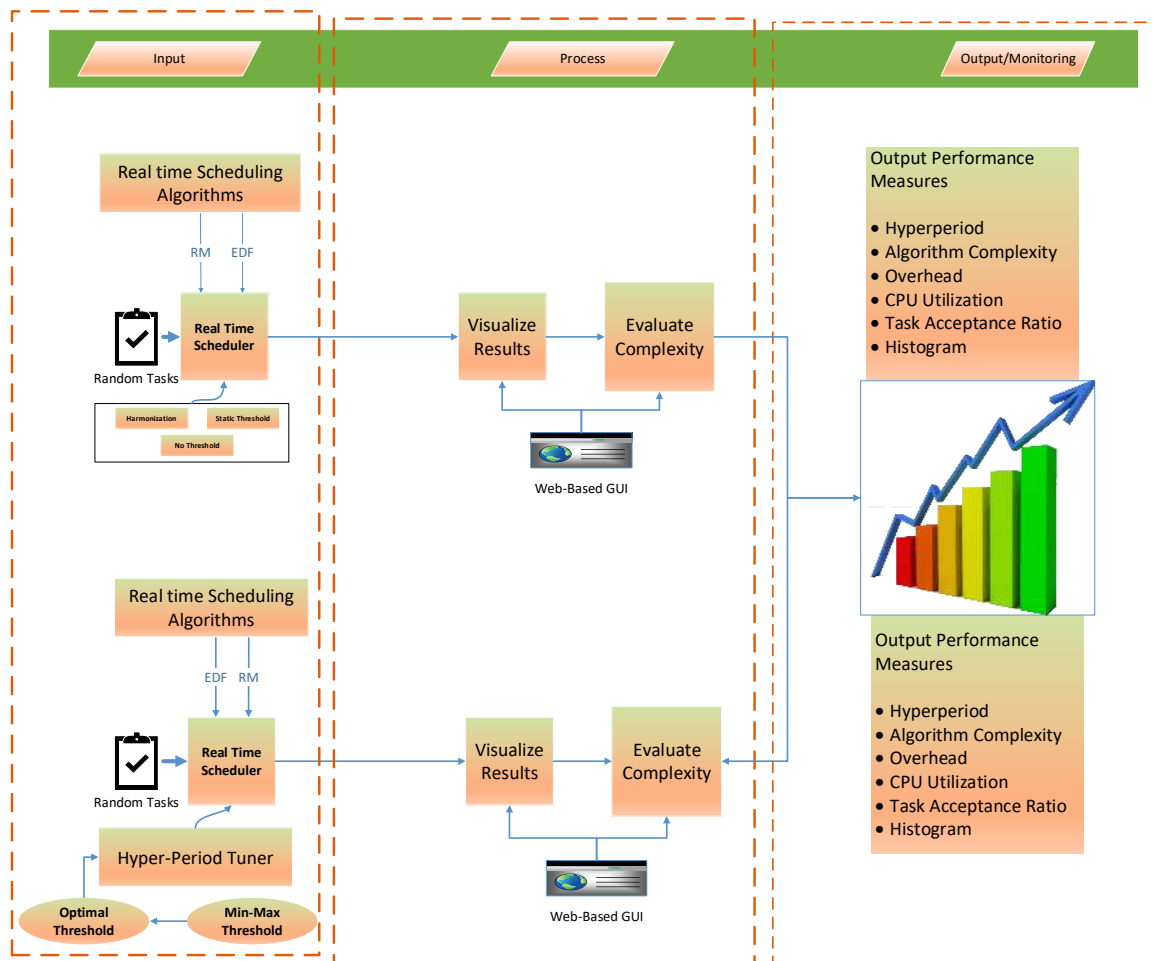 Input
Process
Output/Monitoring
Real time Scheduling
Algorithms
RM
EDF
Random Tasks
Real Time
Scheduler
Harmonization
Static Threshold
No Threshold
Visualize
Results
Evaluate
Complexity
Web-Based GUI
Output Performance
Measures
• Hyperperiod
• Algorithm Complexity
• Overhead
• CPU Utilization
• Task Acceptance Ratio
• Histogram
Real time Scheduling
Algorithms
EDF
RM
Random Tasks
Real Time
Scheduler
Hyper-Period Tuner
Optimal
Threshold
Min-Max
Threshold
Visualize
Results
Evaluate
Complexity
Web-Based GUI
Output Performance
Measures
• Hyperperiod
• Algorithm Complexity
• Overhead
• CPU Utilization
• Task Acceptance Ratio
• Histogram